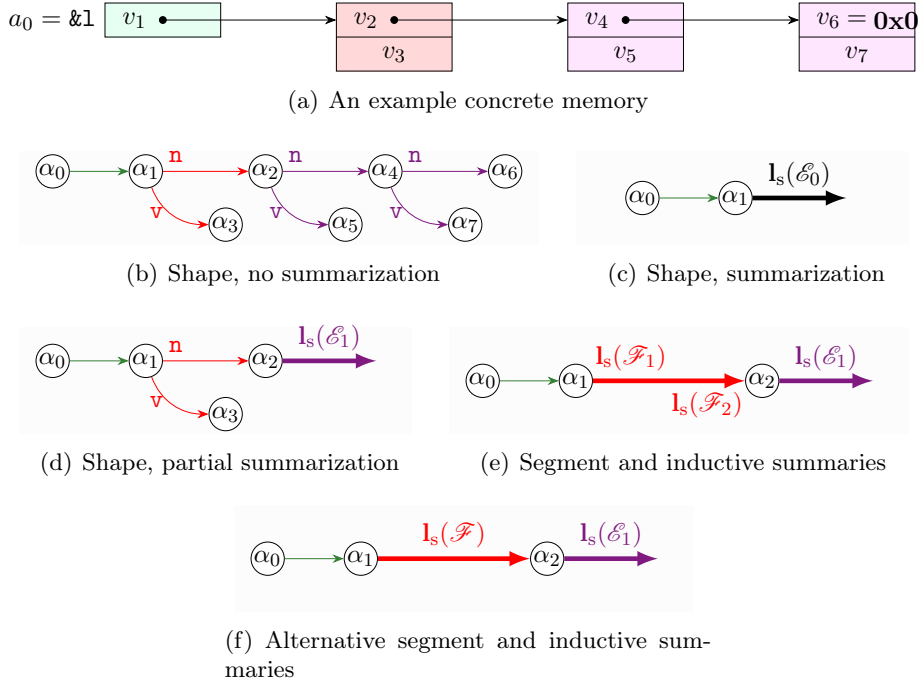 a₀ = &l v₁ v₂ v₄ v₆ = 0x0
v₃ v₅ v₇
(a) An example concrete memory
α₀ α₁ n α₂ n α₄ n α₆
v α₃ v α₅ v α₇
(b) Shape, no summarization
α₀ α₁ lₛ(ℰ₀)
(c) Shape, summarization
α₀ α₁ n α₂ lₛ(ℰ₁)
v α₃
(d) Shape, partial summarization
α₀ α₁ lₛ(ℱ₁) lₛ(ℱ₂) α₂ lₛ(ℰ₁)
(e) Segment and inductive summaries
α₀ α₁ lₛ(ℱ) α₂ lₛ(ℰ₁)
(f) Alternative segment and inductive sum-
maries